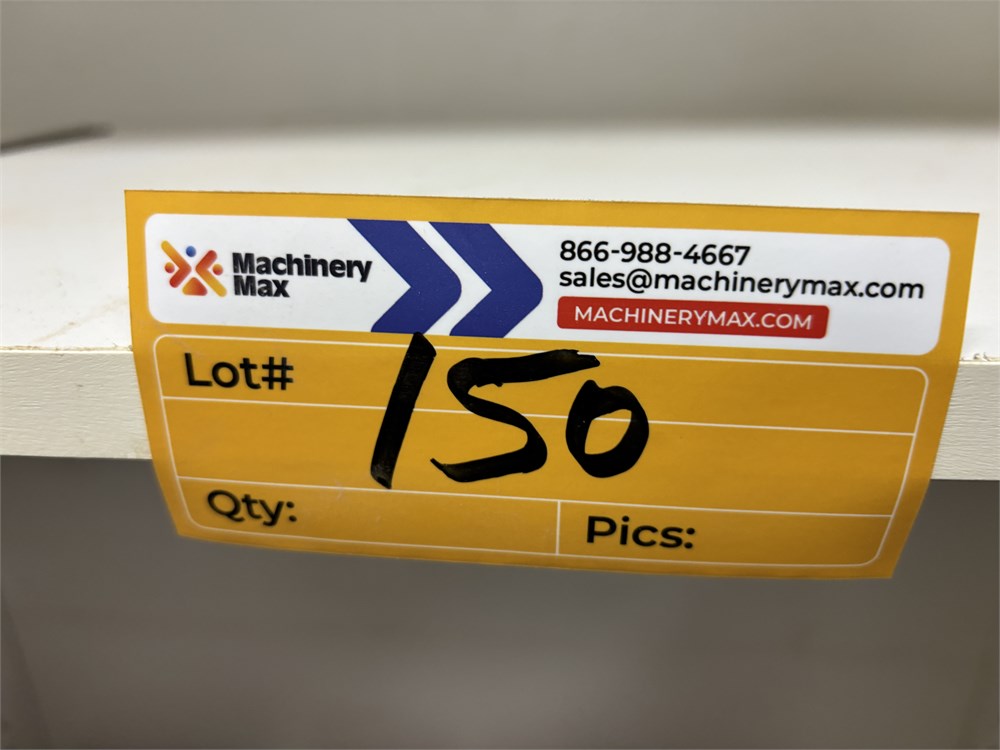 Machinery
Max
866-988-4667
sales@machinerymax.com
MACHINERYMAX.COM
Lot# 150
Qty:
Pics: